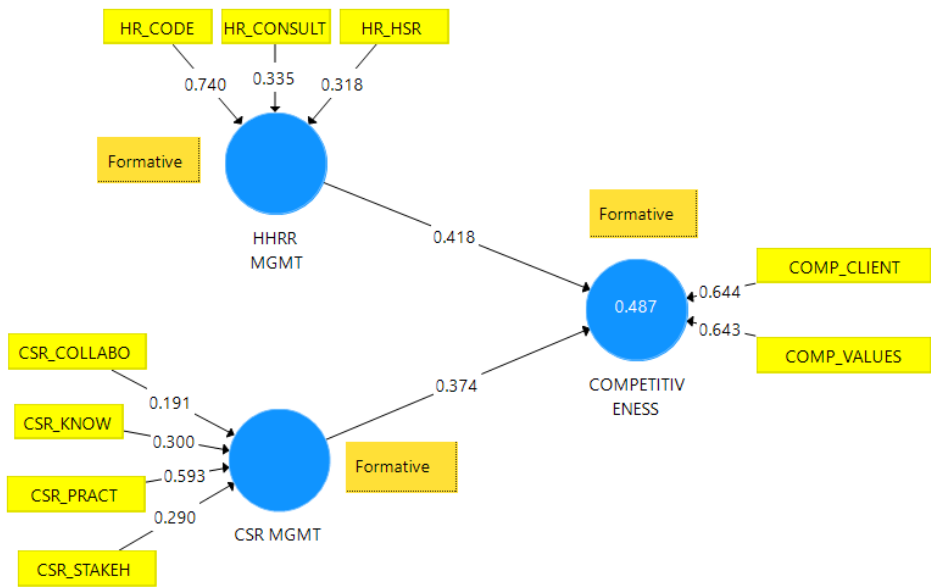 HR_CODE
HR_CONSULT
HR_HSR
0.740
0.335
0.318
Formative
HHRR
MGMT
0.418
Formative
0.487
COMP_CLIENT
0.644
0.643
COMP_VALUES
COMPETITIV
ENESS
CSR_COLLABO
0.191
CSR_KNOW
0.300
CSR_PRACT
0.593
0.290
CSR_STAKEH
0.374
Formative
CSR MGMT